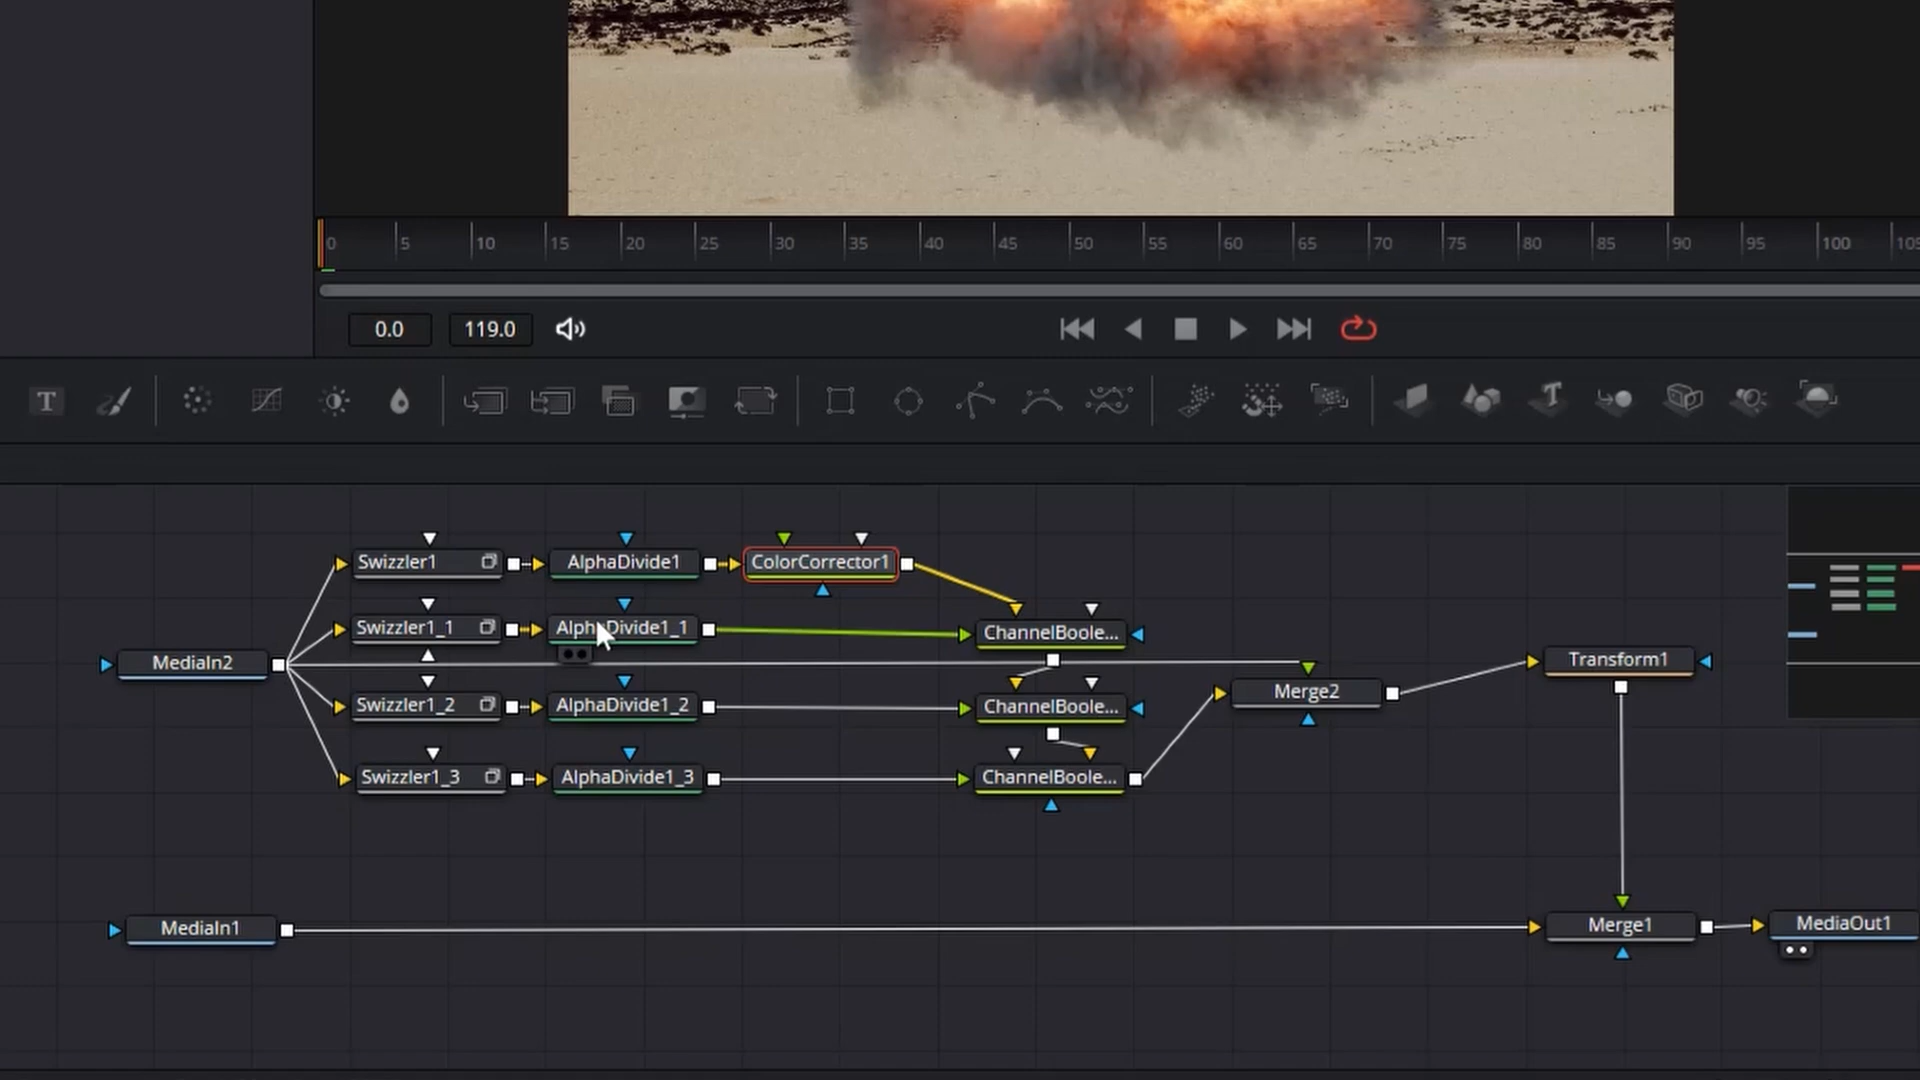 0 5 10 15 20 25 30 35 40 45 50 55 60 65 70 75 80 85 90 95 100 105
0.0 119.0
T
Swizzler1 AlphaDivide1 ColorCorrector1
Swizzler1_1 AlphaDivide1_1 ChannelBoole...
MediaIn2 Transform1
Swizzler1_2 AlphaDivide1_2 ChannelBoole... Merge2
Swizzler1_3 AlphaDivide1_3 ChannelBoole...
MediaIn1 Merge1 MediaOut1